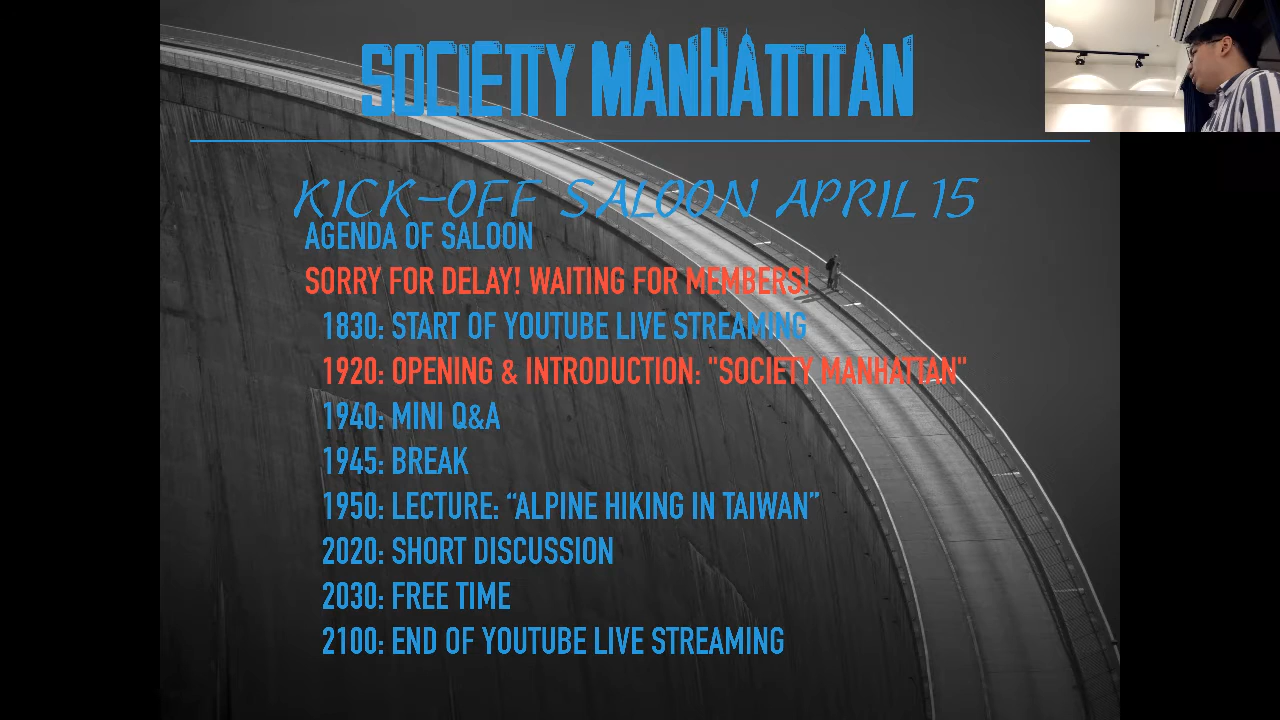 SOCIETY MANHATTAN
KICK-OFF SALOON APRIL 15
AGENDA OF SALOON
SORRY FOR DELAY! WAITING FOR MEMBERS!
1830: START OF YOUTUBE LIVE STREAMING
1920: OPENING & INTRODUCTION: "SOCIETY MANHATTAN"
1940: MINI Q&A
1945: BREAK
1950: LECTURE: “ALPINE HIKING IN TAIWAN”
2020: SHORT DISCUSSION
2030: FREE TIME
2100: END OF YOUTUBE LIVE STREAMING